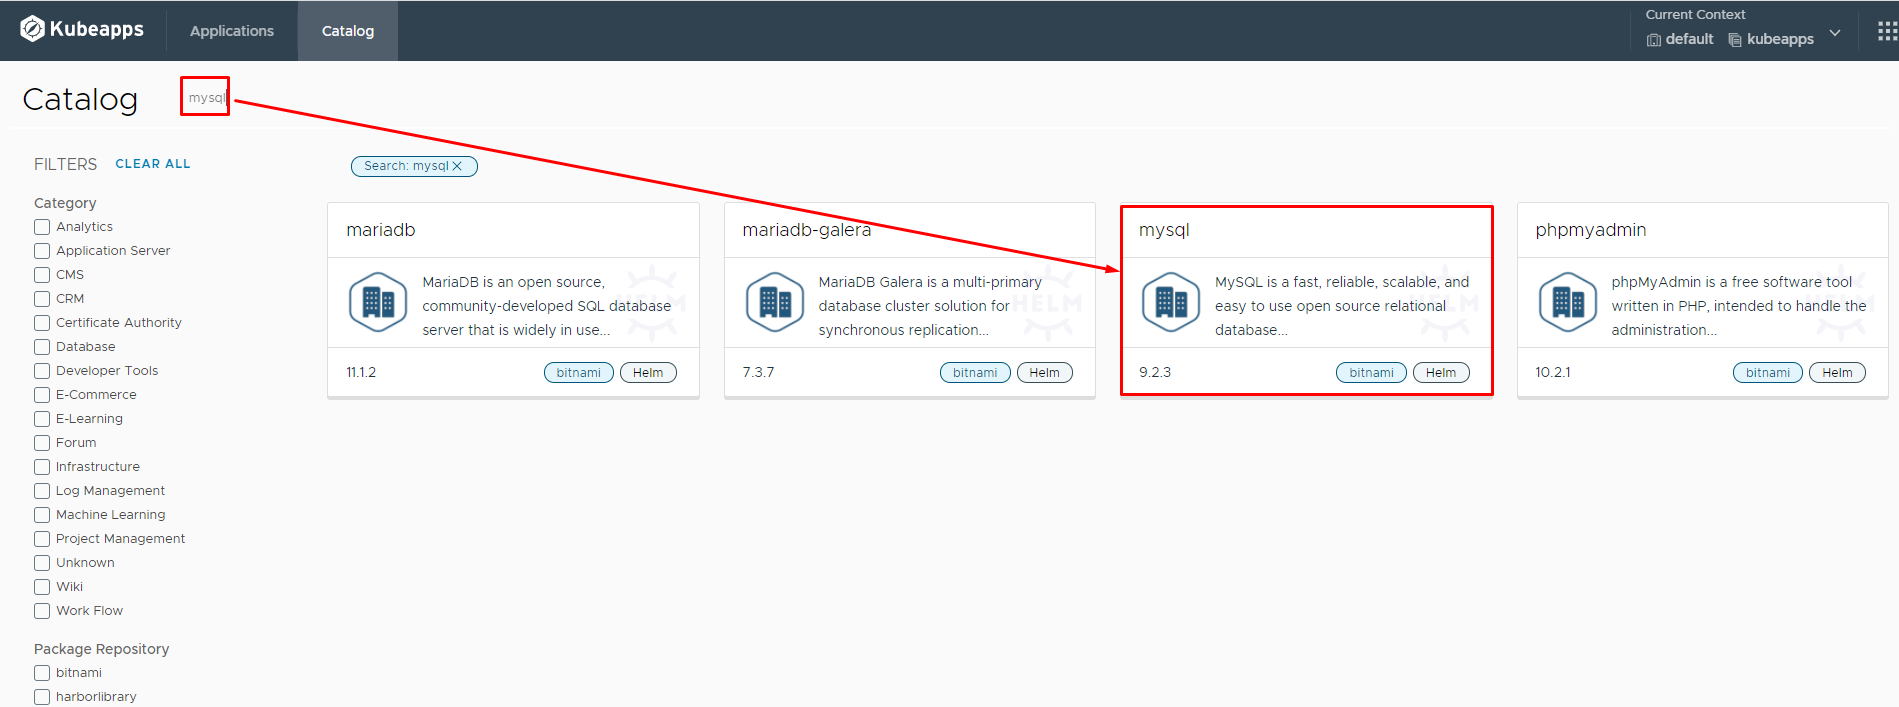 Kubeapps
Applications
Catalog
Current Context
default kubeapps
Catalog
mysql
FILTERS CLEAR ALL
Search: mysql
Category
Analytics
Application Server
CMS
CRM
Certificate Authority
Database
Developer Tools
E-Commerce
E-Learning
Forum
Infrastructure
Log Management
Machine Learning
Project Management
Unknown
Wiki
Work Flow
Package Repository
bitnami
harborlibrary
mariadb
HELM
MariaDB is an open source,
community-developed SQL database
server that is widely in use...
11.1.2
bitnami
Helm
mariadb-galera
HELM
MariaDB Galera is a multi-primary
database cluster solution for
synchronous replication...
7.3.7
bitnami
Helm
mysql
HELM
MySQL is a fast, reliable, scalable, and
easy to use open source relational
database...
9.2.3
bitnami
Helm
phpmyadmin
HELM
phpMyAdmin is a free software tool
written in PHP, intended to handle the
administration...
10.2.1
bitnami
Helm